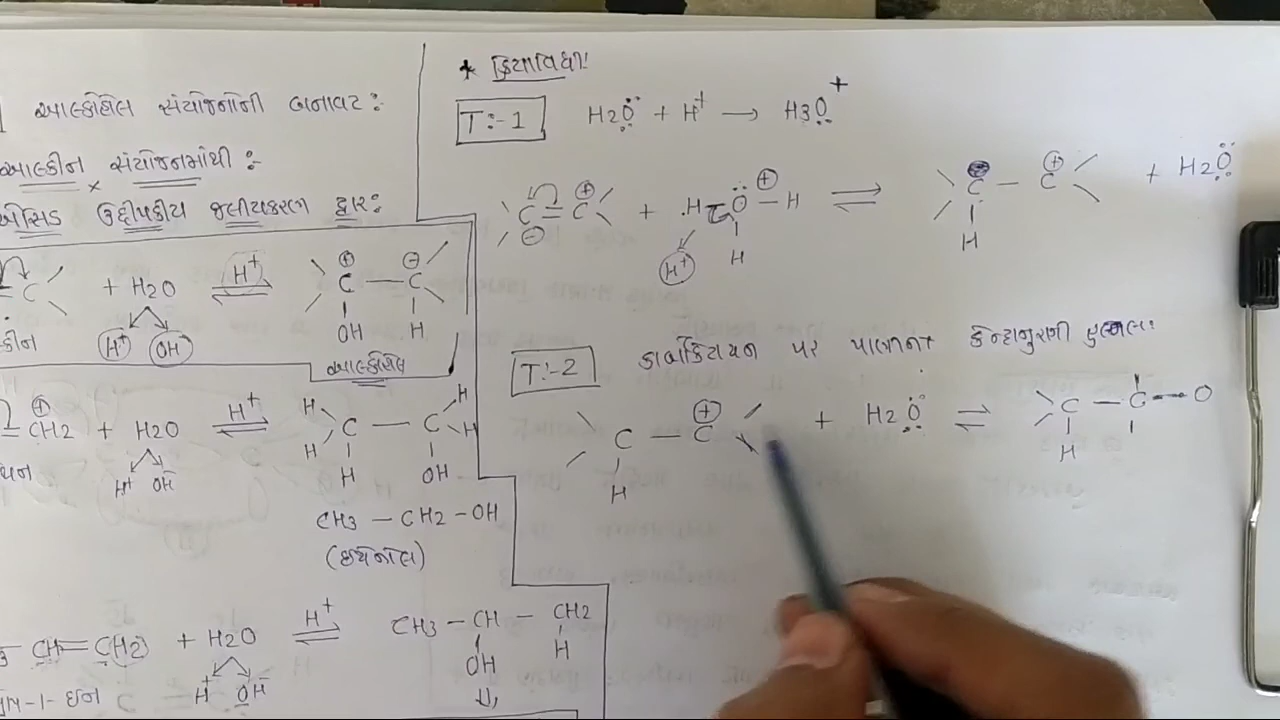 આલ્કોહોલ સંયોજનોની બનાવટ :
આલ્કીન સંયોજનમાંથી :-
એસિડ ઉદ્દીપકીય જલીયકરણ દ્વારા :
C + H2O ⇌ H+ C⊕ — C⊖
H+ OH- OH H
આલ્કોહોલ
⊕CH2 + H2O ⇌ H+ H H C — C H H
H+ OH- H OH
CH3 — CH2 — OH
(ઇથેનોલ)
CH = CH2 + H2O ⇌ H+ CH3 — CH — CH2
H+ OH- OH H
-1-ઇન
* ક્રિયાવિધી:
T:-1 H2O + H+ → H3O+
C = C⊕ + H — O⊕ — H ⇌ C — C⊕ + H2O
⊖ H+ H H
T:-2 કાર્બોકેટાયન પર પાણીના કેન્દ્રાનુરાગી હુમલા:
C — C⊕ + H2O ⇌ C — C — O
H H